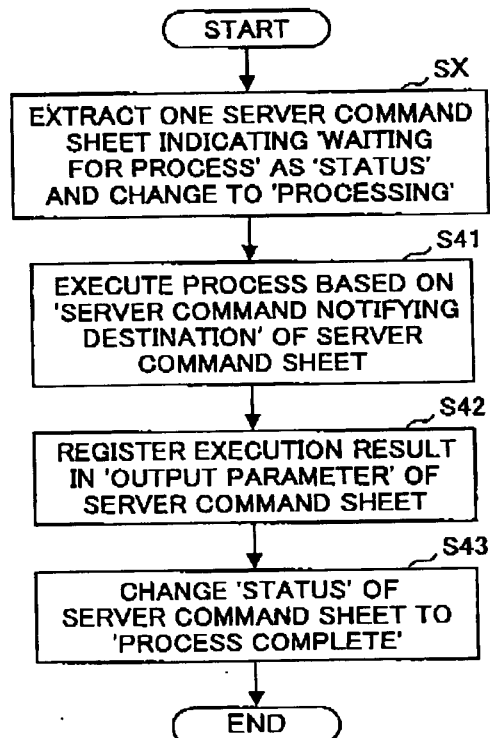 START
SX
EXTRACT ONE SERVER COMMAND
SHEET INDICATING 'WAITING
FOR PROCESS' AS 'STATUS'
AND CHANGE TO 'PROCESSING'
S41
EXECUTE PROCESS BASED ON
'SERVER COMMAND NOTIFYING
DESTINATION' OF SERVER
COMMAND SHEET
S42
REGISTER EXECUTION RESULT
IN 'OUTPUT PARAMETER' OF
SERVER COMMAND SHEET
S43
CHANGE 'STATUS' OF
SERVER COMMAND SHEET TO
'PROCESS COMPLETE'
END